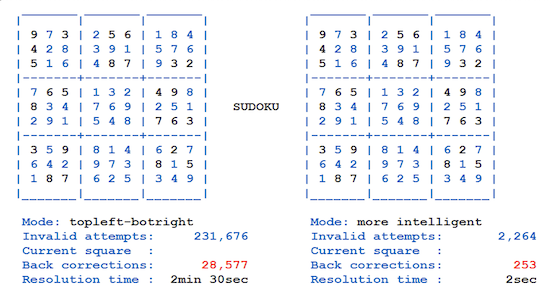 9 7 3 | 2 5 6 | 1 8 4
4 2 8 | 3 9 1 | 5 7 6
5 1 6 | 4 8 7 | 9 3 2
7 6 5 | 1 3 2 | 4 9 8
8 3 4 | 7 6 9 | 2 5 1
2 9 1 | 5 4 8 | 7 6 3
3 5 9 | 8 1 4 | 6 2 7
6 4 2 | 9 7 3 | 8 1 5
1 8 7 | 6 2 5 | 3 4 9
Mode: topleft-botright
Invalid attempts: 231,676
Current square :
Back corrections: 28,577
Resolution time : 2min 30sec
SUDOKU
9 7 3 | 2 5 6 | 1 8 4
4 2 8 | 3 9 1 | 5 7 6
5 1 6 | 4 8 7 | 9 3 2
7 6 5 | 1 3 2 | 4 9 8
8 3 4 | 7 6 9 | 2 5 1
2 9 1 | 5 4 8 | 7 6 3
3 5 9 | 8 1 4 | 6 2 7
6 4 2 | 9 7 3 | 8 1 5
1 8 7 | 6 2 5 | 3 4 9
Mode: more intelligent
Invalid attempts: 2,264
Current square :
Back corrections: 253
Resolution time : 2sec